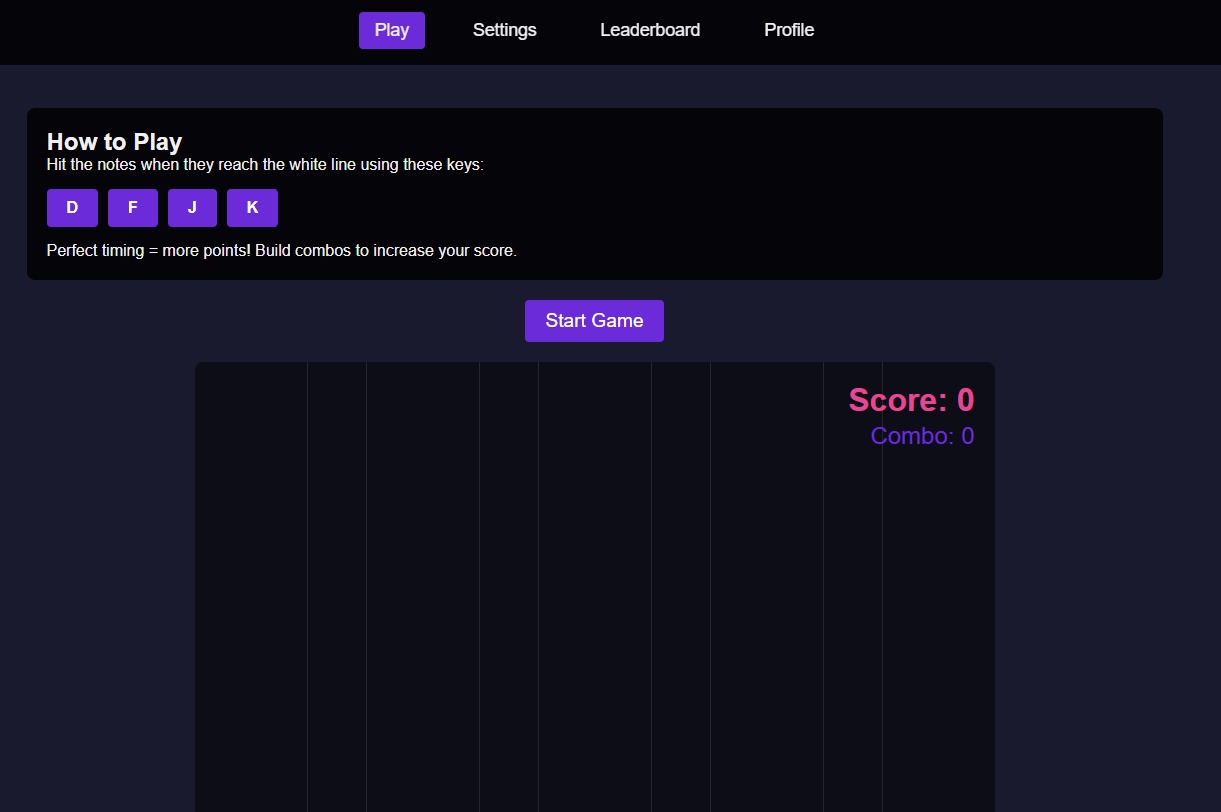 Play Settings Leaderboard Profile
How to Play
Hit the notes when they reach the white line using these keys:
D F J K
Perfect timing = more points! Build combos to increase your score.
Start Game
Score: 0
Combo: 0